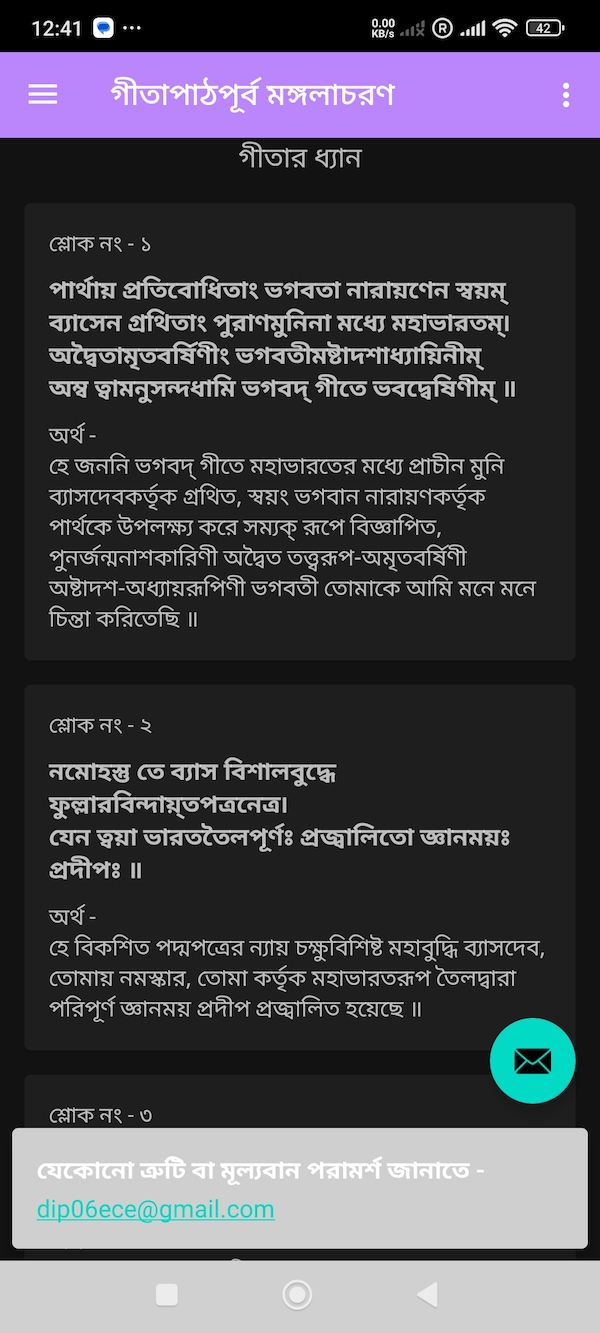 12:41
0.00
KB/s
R
42
গীতাপাঠপূর্ব মঙ্গলাচরণ
গীতার ধ্যান
শ্লোক নং - ১
পার্থায় প্রতিবোধিতাং ভগবতা নারায়ণেন স্বয়ম্
ব্যাসেন গ্রথিতাং পুরাণমুনিনা মধ্যে মহাভারতম্।
অদ্বৈতামৃতবর্ষিণীং ভগবতীমষ্টাদশাধ্যায়িনীম্
অম্ব ত্বামনুসন্দধামি ভগবদ্ গীতে ভবদ্বেষিণীম্ ॥
অর্থ -
হে জননি ভগবদ্ গীতে মহাভারতের মধ্যে প্রাচীন মুনি
ব্যাসদেবকর্তৃক গ্রথিত, স্বয়ং ভগবান নারায়ণকর্তৃক
পার্থকে উপলক্ষ্য করে সম্যক্ রূপে বিজ্ঞাপিত,
পুনর্জন্মনাশকারিণী অদ্বৈত তত্ত্বরূপ-অমৃতবর্ষিণী
অষ্টাদশ-অধ্যায়রূপিণী ভগবতী তোমাকে আমি মনে মনে
চিন্তা করিতেছি ॥
শ্লোক নং - ২
নমোহস্তু তে ব্যাস বিশালবুদ্ধে
ফুল্লারবিন্দায়্তপত্রনেত্র।
যেন ত্বয়া ভারততৈলপূর্ণঃ প্রজ্বালিতো জ্ঞানময়ঃ
প্রদীপঃ ॥
অর্থ -
হে বিকশিত পদ্মপত্রের ন্যায় চক্ষুবিশিষ্ট মহাবুদ্ধি ব্যাসদেব,
তোমায় নমস্কার, তোমা কর্তৃক মহাভারতরূপ তৈলদ্বারা
পরিপূর্ণ জ্ঞানময় প্রদীপ প্রজ্বালিত হয়েছে ॥
শ্লোক নং - ৩
যেকোনো ত্রুটি বা মূল্যবান পরামর্শ জানাতে -
dip06ece@gmail.com